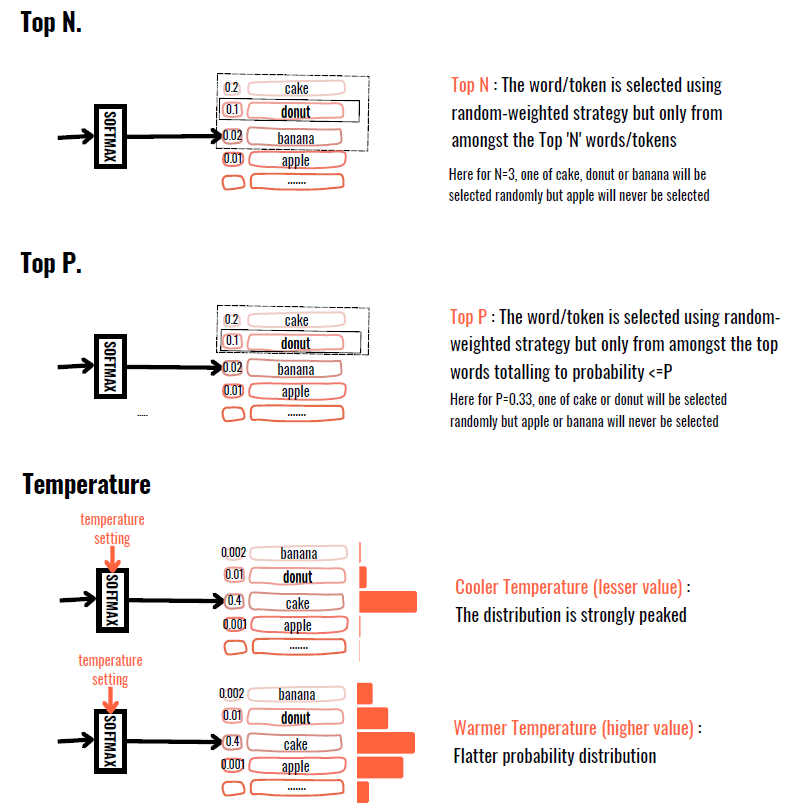 Top N.
SOFTMAX
0.2 cake
0.1 donut
0.02 banana
0.01 apple
.......
Top N : The word/token is selected using
random-weighted strategy but only from
amongst the Top 'N' words/tokens
Here for N=3, one of cake, donut or banana will be
selected randomly but apple will never be selected
Top P.
SOFTMAX
0.2 cake
0.1 donut
0.02 banana
0.01 apple
.......
.....
Top P : The word/token is selected using random-
weighted strategy but only from amongst the top
words totalling to probability <=P
Here for P=0.33, one of cake or donut will be selected
randomly but apple or banana will never be selected
Temperature
temperature
setting
SOFTMAX
0.002 banana
0.01 donut
0.4 cake
0.001 apple
.......
Cooler Temperature (lesser value) :
The distribution is strongly peaked
temperature
setting
SOFTMAX
0.002 banana
0.01 donut
0.4 cake
0.001 apple
.......
Warmer Temperature (higher value) :
Flatter probability distribution